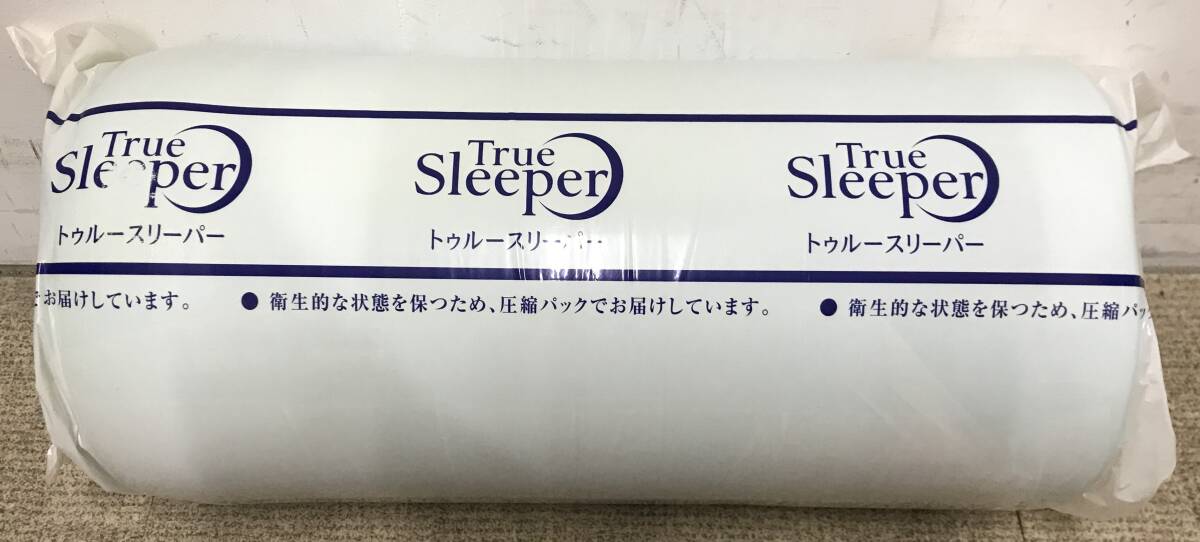 True
Sleeper
トゥルースリーパー
True
Sleeper
トゥルースリーパー
True
Sleeper
トゥルースリーパー
でお届けしています。 ● 衛生的な状態を保つため、圧縮パックでお届けしています。 ● 衛生的な状態を保つため、圧縮パッ